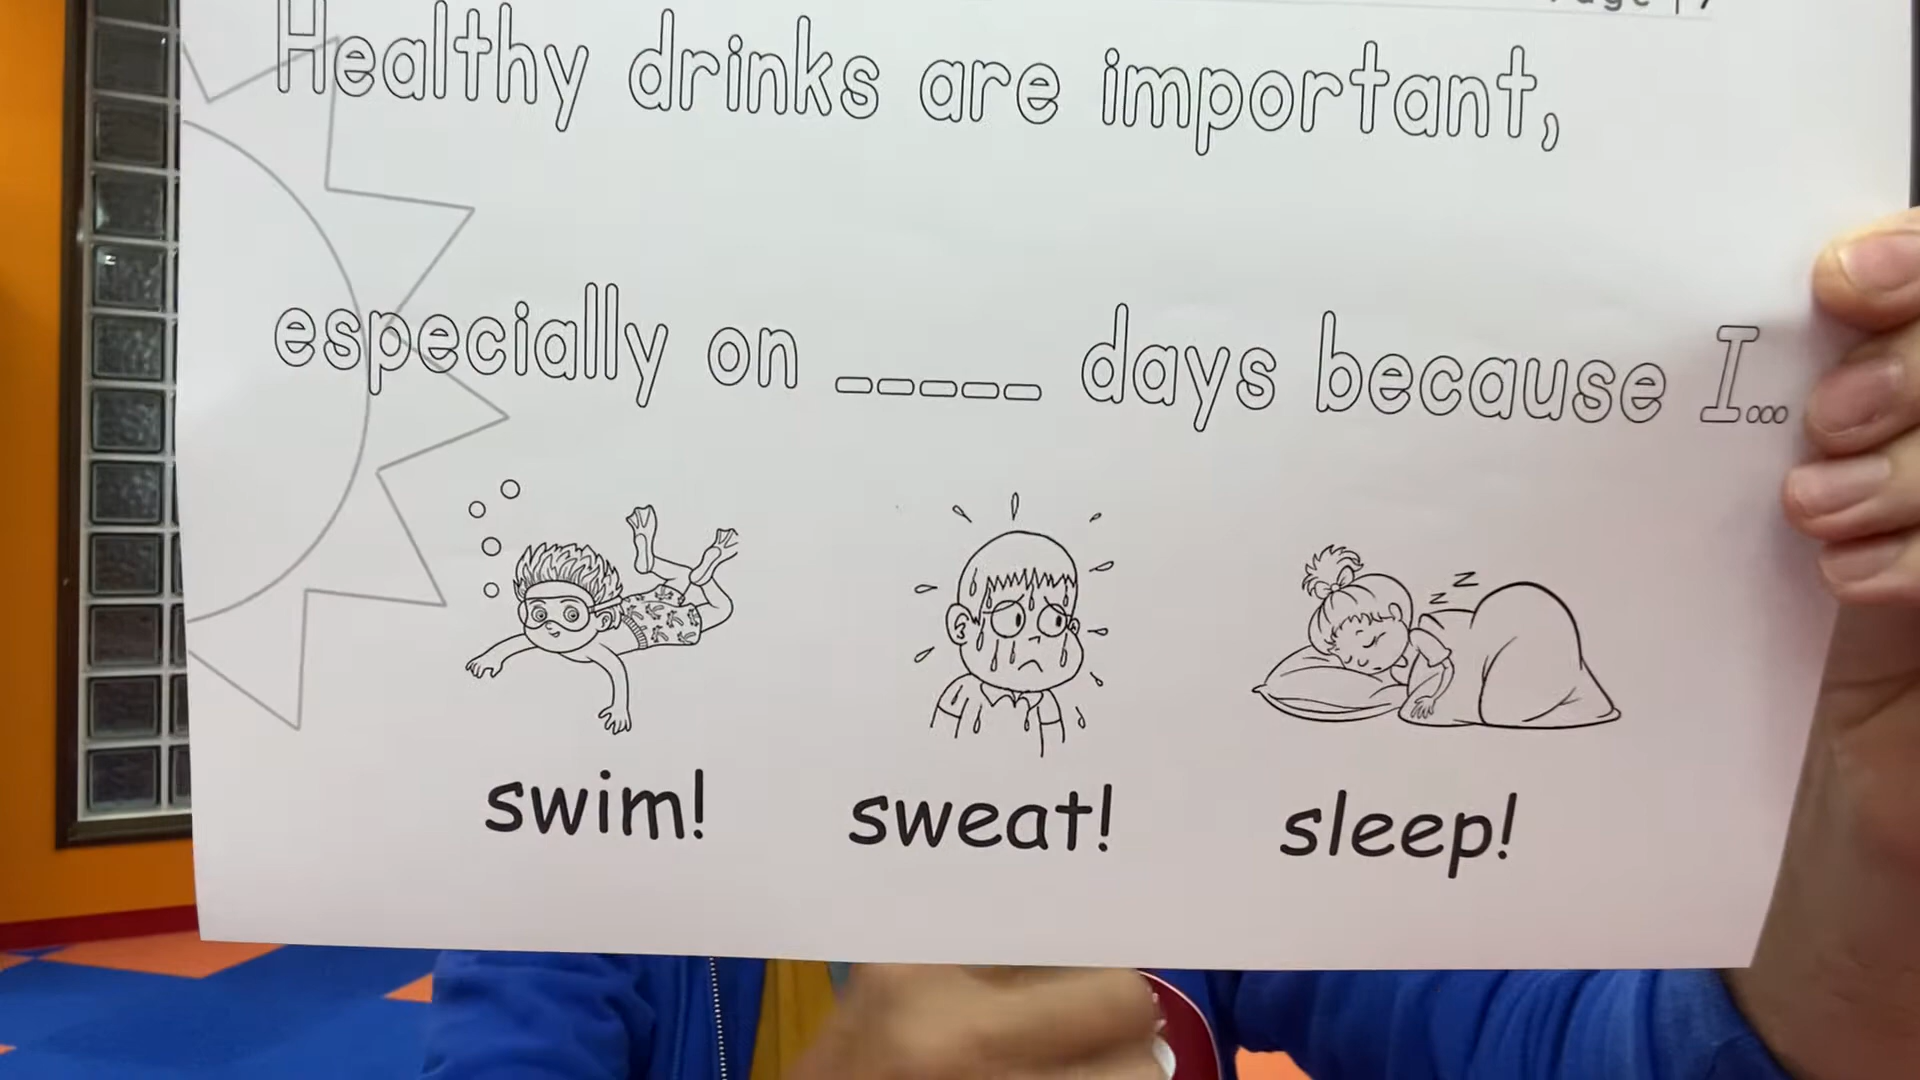 Healthy drinks are important,
especially on _____ days because I...
swim! sweat! sleep!